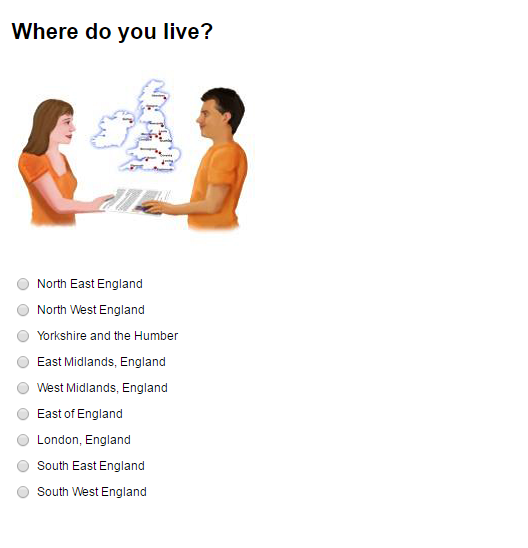 Where do you live?
North East England
North West England
Yorkshire and the Humber
East Midlands, England
West Midlands, England
East of England
London, England
South East England
South West England